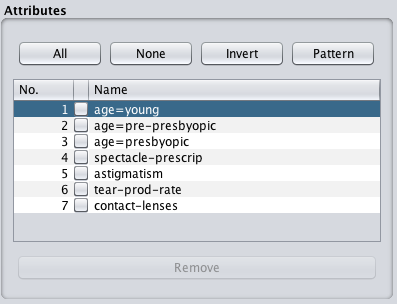 Attributes
All None Invert Pattern
No. Name
1 age=young
2 age=pre-presbyopic
3 age=presbyopic
4 spectacle-prescrip
5 astigmatism
6 tear-prod-rate
7 contact-lenses
Remove